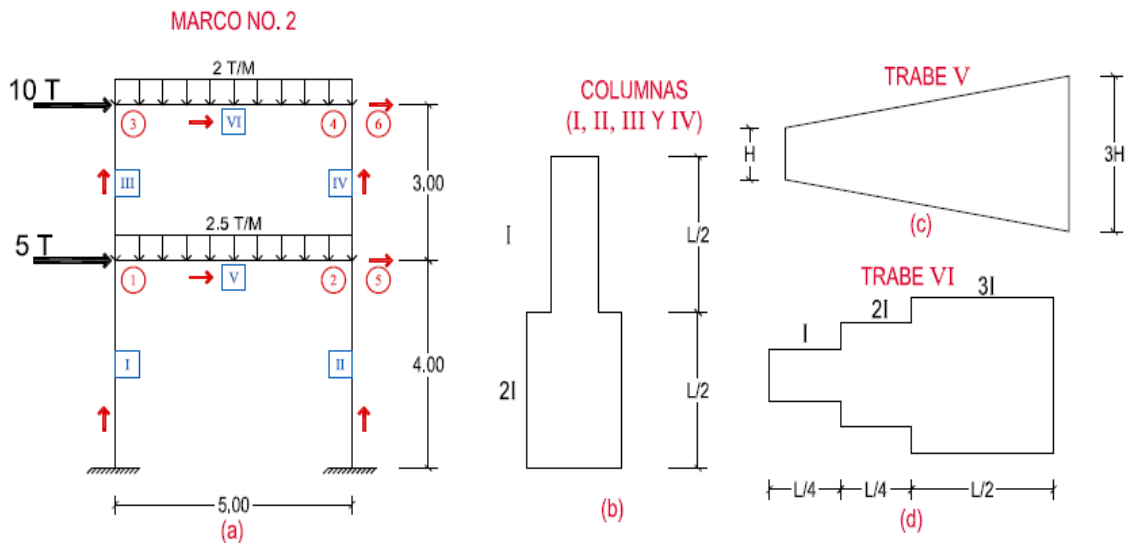 MARCO NO. 2
2 T/M
10 T
3
VI
4
6
III
IV
3.00
2.5 T/M
5 T
1
V
2
5
I
II
4.00
5.00
(a)
COLUMNAS
(I, II, III Y IV)
I
L/2
2I
L/2
(b)
TRABE V
H
3H
(c)
TRABE VI
3I
2I
I
L/4
L/4
L/2
(d)